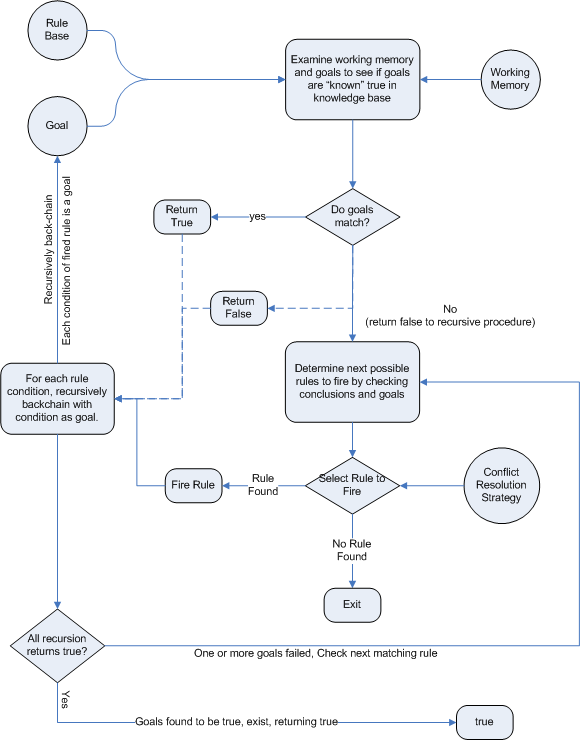 Rule
Base
Examine working memory
and goals to see if goals
are “known” true in
knowledge base
Working
Memory
Goal
Recursively back-chain
Each condition of fired rule is a goal
Return
True
yes
Do goals
match?
Return
False
No
(return false to recursive procedure)
For each rule
condition, recursively
backchain with
condition as goal.
Determine next possible
rules to fire by checking
conclusions and goals
Fire Rule
Rule
Found
Select Rule to
Fire
Conflict
Resolution
Strategy
No Rule
Found
Exit
All recursion
returns true?
One or more goals failed, Check next matching rule
Yes
Goals found to be true, exist, returning true
true